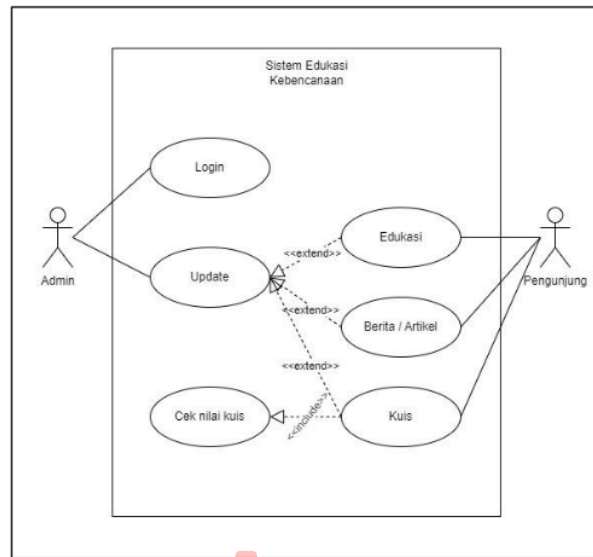 Sistem Edukasi
Kebencanaan
Login
Edukasi
<<extend>>
Admin
Update
Pengunjung
<<extend>>
Berita / Artikel
<<extend>>
Cek nilai kuis
<<include>>
Kuis